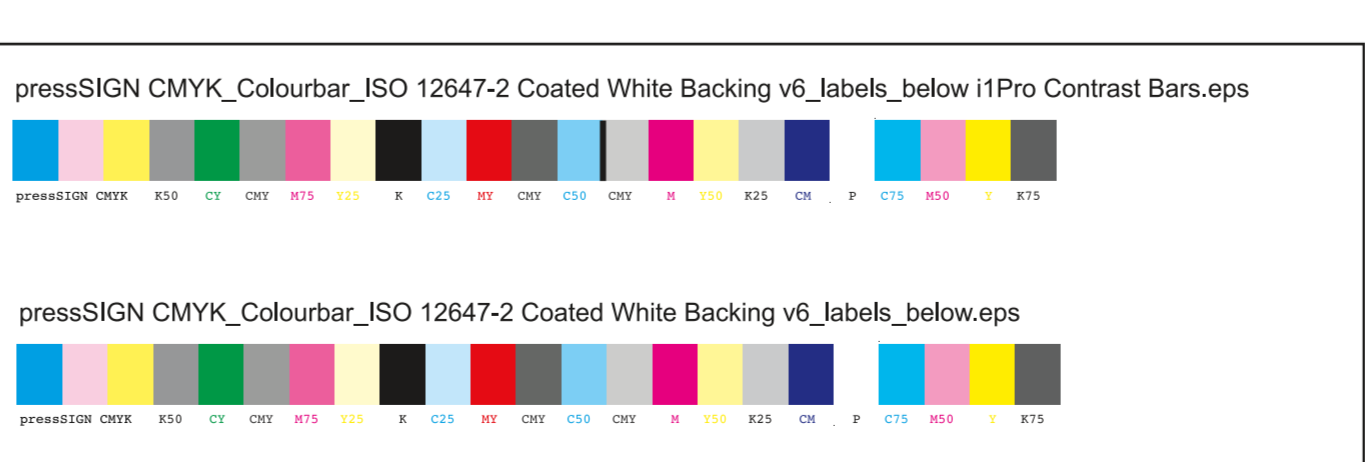 pressSIGN CMYK_Colourbar_ISO 12647-2 Coated White Backing v6_labels_below i1Pro Contrast Bars.eps
pressSIGN CMYK K50 CY CMY M75 Y25 K C25 MY CMY C50 CMY M Y50 K25 CM . P C75 M50 Y K75
pressSIGN CMYK_Colourbar_ISO 12647-2 Coated White Backing v6_labels_below.eps
pressSIGN CMYK K50 CY CMY M75 Y25 K C25 MY CMY C50 CMY M Y50 K25 CM . P C75 M50 Y K75